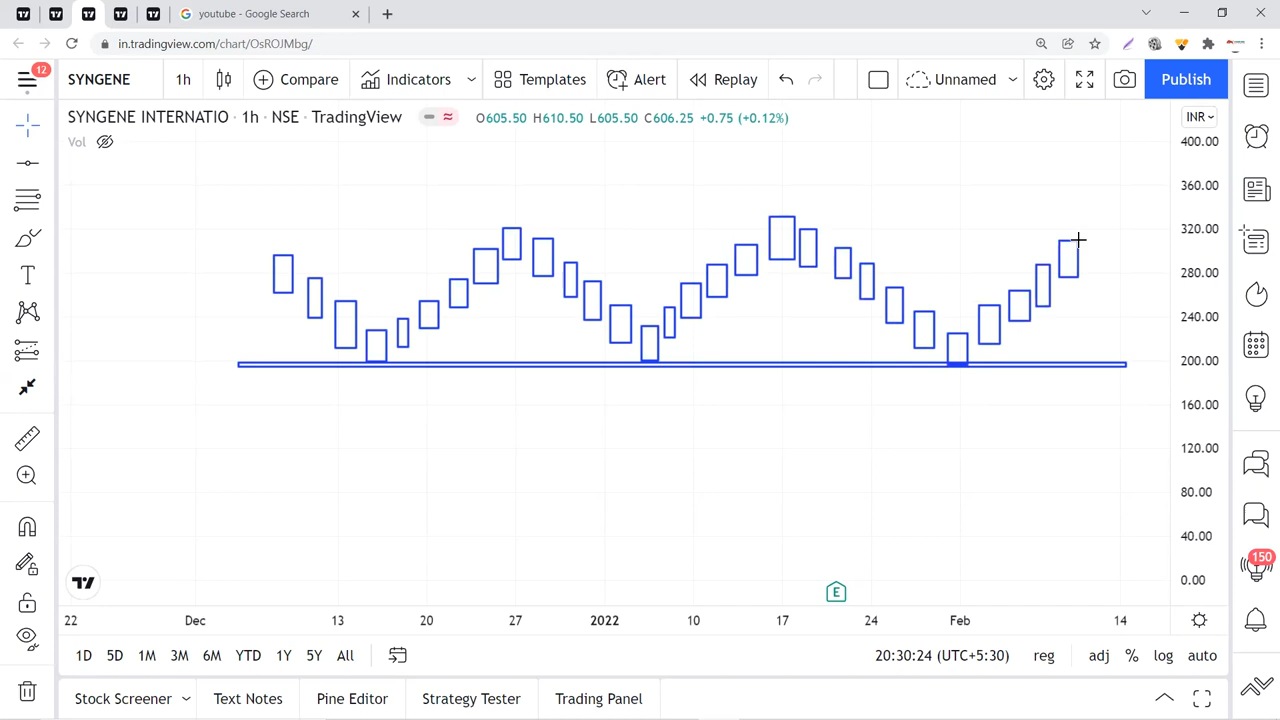 youtube - Google Search
in.tradingview.com/chart/OsROJMbg/
12
SYNGENE
1h
Compare
Indicators
Templates
Alert
Replay
Unnamed
Publish
SYNGENE INTERNATIO · 1h · NSE · TradingView
O605.50 H610.50 L605.50 C606.25 +0.75 (+0.12%)
INR
Vol
400.00
360.00
320.00
280.00
240.00
200.00
160.00
120.00
80.00
40.00
0.00
150
E
22
Dec
13
20
27
2022
10
17
24
Feb
14
1D 5D 1M 3M 6M YTD 1Y 5Y All
20:30:24 (UTC+5:30)
reg
adj
%
log
auto
Stock Screener
Text Notes
Pine Editor
Strategy Tester
Trading Panel